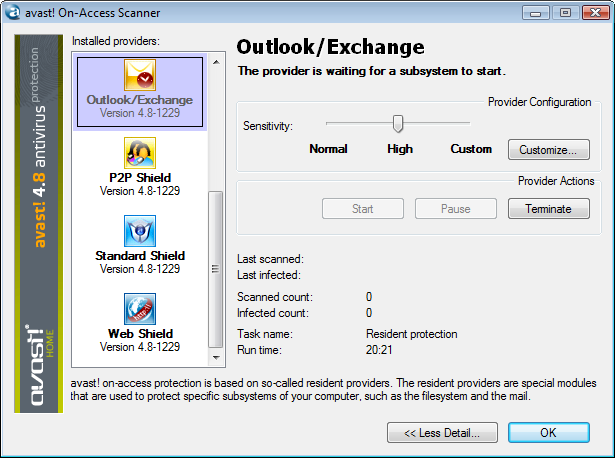 avast! On-Access Scanner
avast! 4.8 antivirus protection
avast! HOME
Installed providers:
Outlook/Exchange
Version 4.8-1229
P2P Shield
Version 4.8-1229
Standard Shield
Version 4.8-1229
Web Shield
Version 4.8-1229
Outlook/Exchange
The provider is waiting for a subsystem to start.
Provider Configuration
Sensitivity:
Normal High Custom
Customize...
Provider Actions
Start Pause Terminate
Last scanned:
Last infected:
Scanned count: 0
Infected count: 0
Task name: Resident protection
Run time: 20:21
avast! on-access protection is based on so-called resident providers. The resident providers are special modules
that are used to protect specific subsystems of your computer, such as the filesystem and the mail.
<< Less Detail... OK